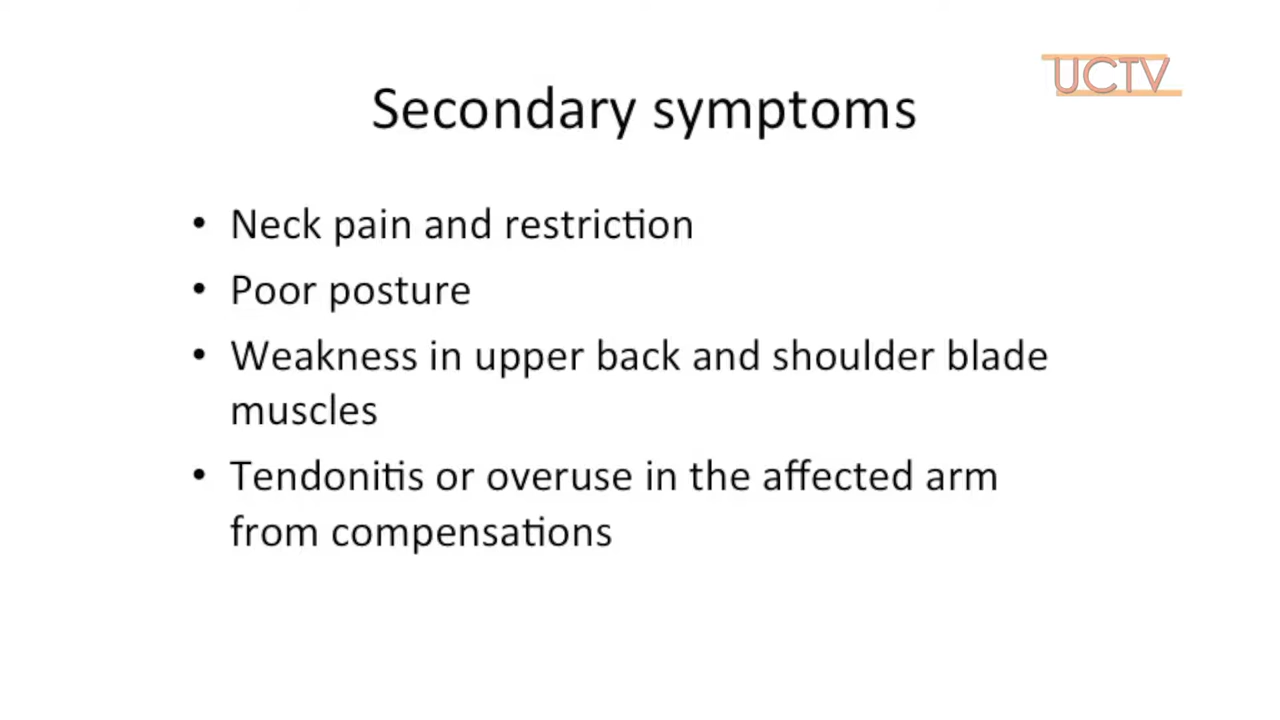 UCTV
Secondary symptoms
• Neck pain and restriction
• Poor posture
• Weakness in upper back and shoulder blade
muscles
• Tendonitis or overuse in the affected arm
from compensations